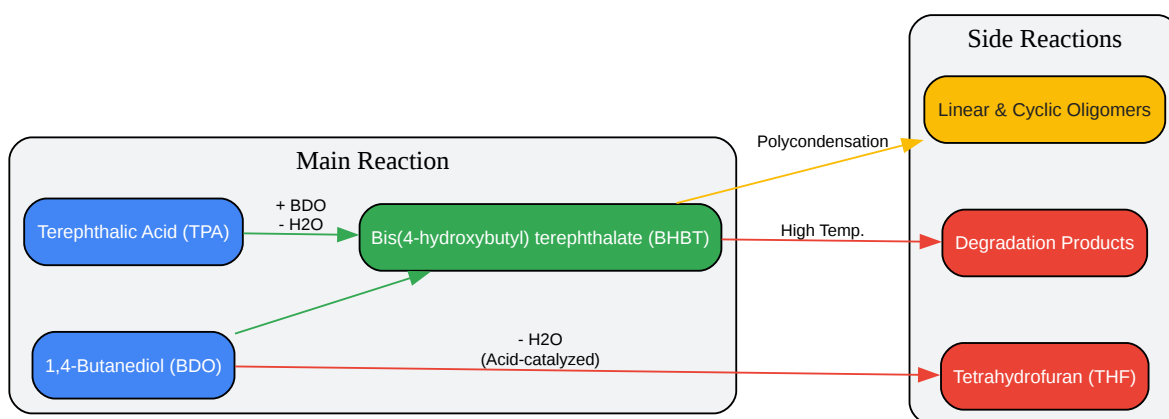 Side Reactions
Linear & Cyclic Oligomers
Polycondensation
Main Reaction
+ BDO
- H2O
Terephthalic Acid (TPA)
Bis(4-hydroxybutyl) terephthalate (BHBT)
High Temp.
Degradation Products
- H2O
(Acid-catalyzed)
1,4-Butanediol (BDO)
Tetrahydrofuran (THF)